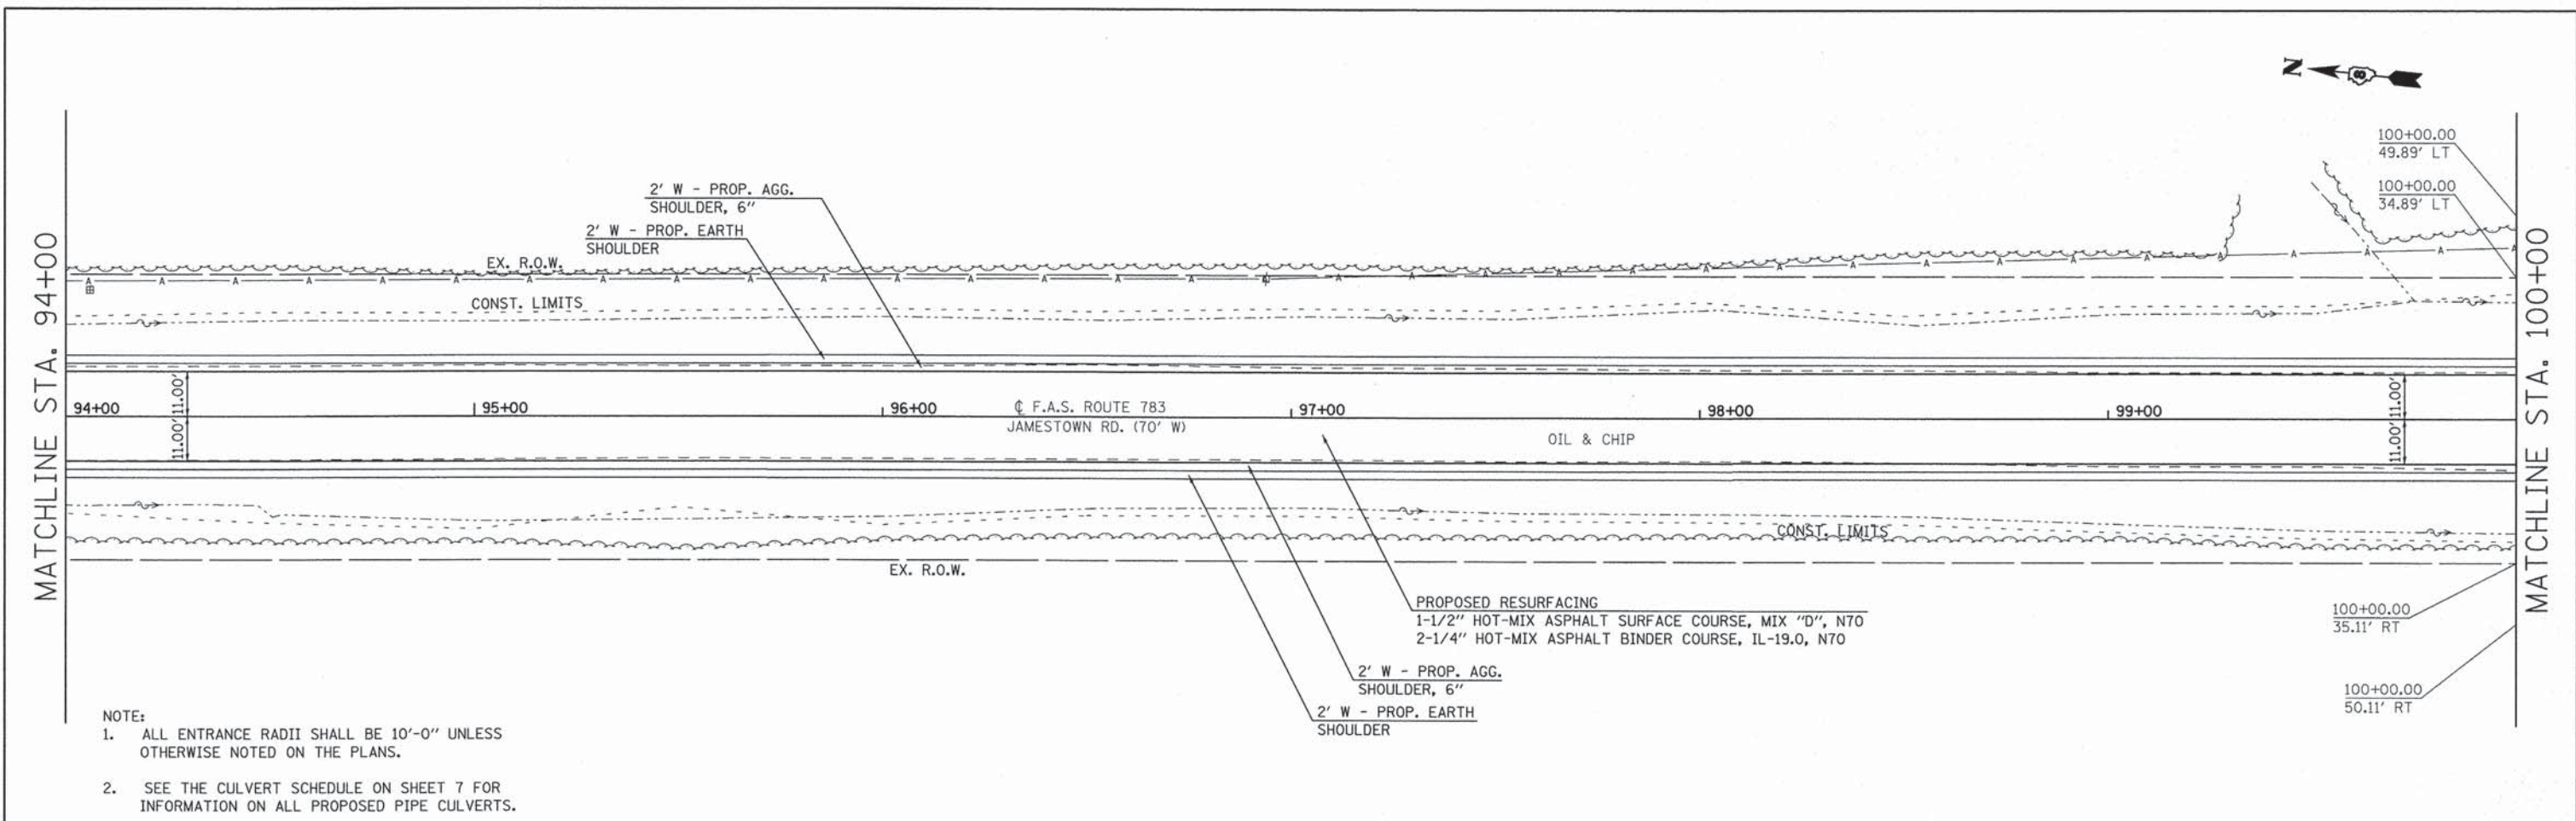 N
8
100+00.00
49.89' LT
100+00.00
34.89' LT
2' W - PROP. AGG.
SHOULDER, 6"
2' W - PROP. EARTH
SHOULDER
EX. R.O.W.
A A A A A A A A A A A A A A A A A A A A A A A A A A A A A A A A A
CONST. LIMITS
MATCHLINE STA. 94+00
MATCHLINE STA. 100+00
11.00'
11.00'
94+00
95+00
96+00
℄ F.A.S. ROUTE 783
JAMESTOWN RD. (70' W)
97+00
98+00
99+00
OIL & CHIP
11.00'
11.00'
CONST. LIMITS
EX. R.O.W.
PROPOSED RESURFACING
1-1/2" HOT-MIX ASPHALT SURFACE COURSE, MIX "D", N70
2-1/4" HOT-MIX ASPHALT BINDER COURSE, IL-19.0, N70
100+00.00
35.11' RT
2' W - PROP. AGG.
SHOULDER, 6"
2' W - PROP. EARTH
SHOULDER
100+00.00
50.11' RT
NOTE:
1. ALL ENTRANCE RADII SHALL BE 10'-0" UNLESS
OTHERWISE NOTED ON THE PLANS.
2. SEE THE CULVERT SCHEDULE ON SHEET 7 FOR
INFORMATION ON ALL PROPOSED PIPE CULVERTS.